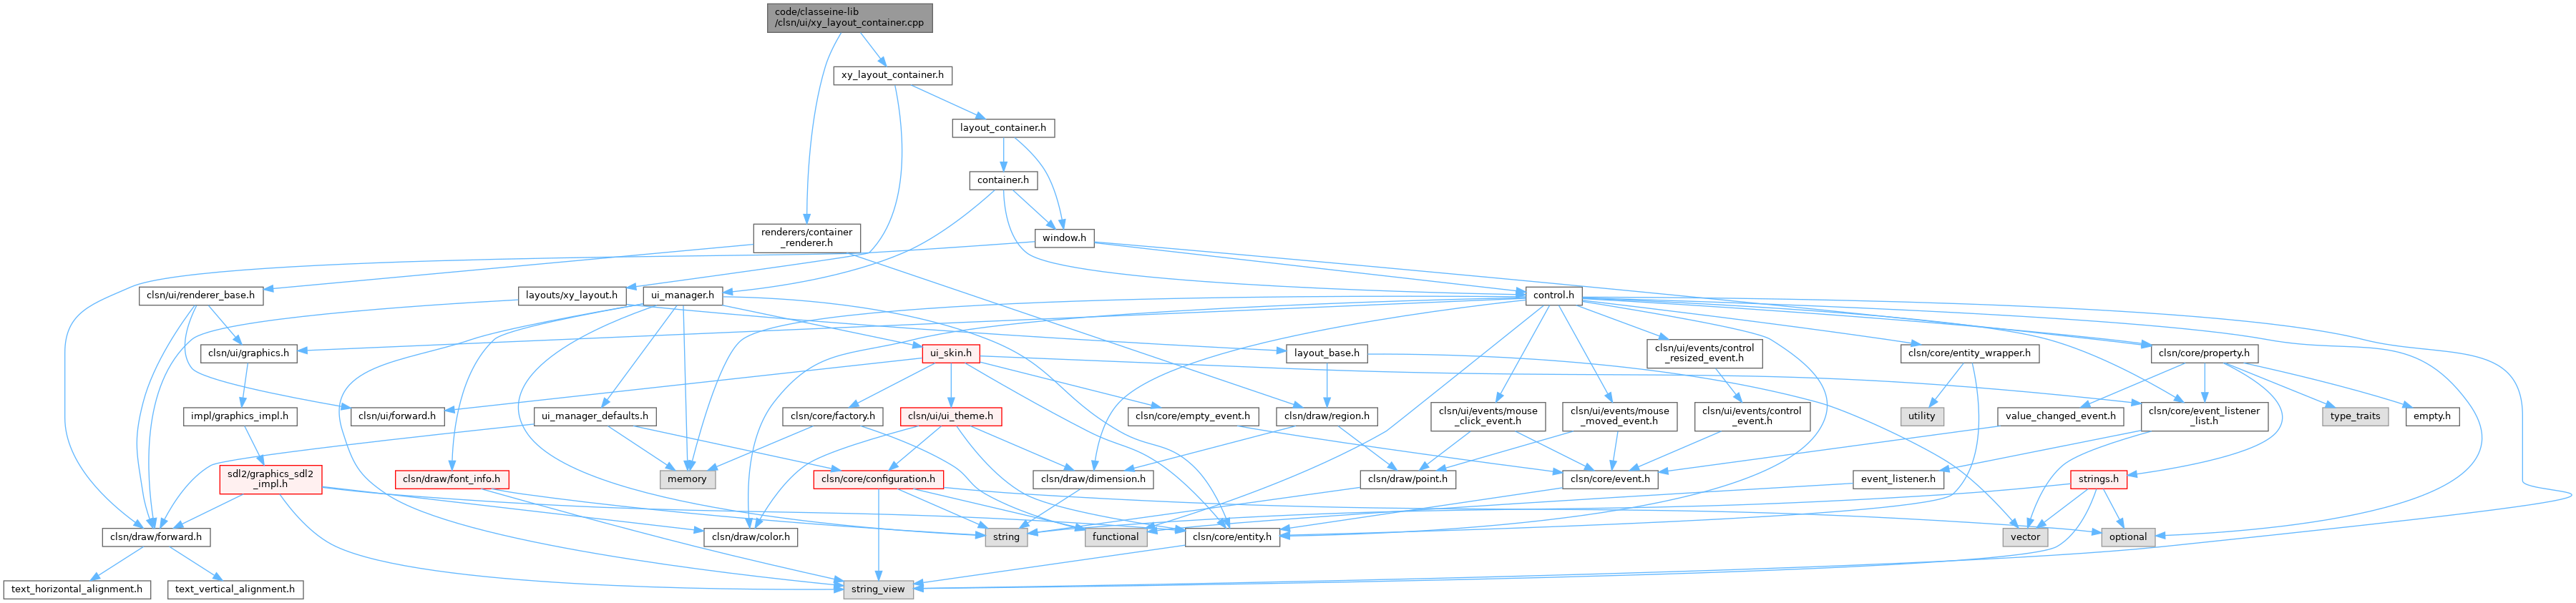 code/classeine-lib
/clsn/ui/xy_layout_container.cpp
xy_layout_container.h
layout_container.h
container.h
renderers/container
_renderer.h
window.h
clsn/ui/renderer_base.h
layouts/xy_layout.h
ui_manager.h
control.h
clsn/ui/graphics.h
ui_skin.h
layout_base.h
clsn/ui/events/control
_resized_event.h
clsn/core/entity_wrapper.h
clsn/core/property.h
impl/graphics_impl.h
clsn/ui/forward.h
ui_manager_defaults.h
clsn/core/factory.h
clsn/ui/ui_theme.h
clsn/core/empty_event.h
clsn/draw/region.h
clsn/ui/events/mouse
_click_event.h
clsn/ui/events/mouse
_moved_event.h
clsn/ui/events/control
_event.h
utility
value_changed_event.h
clsn/core/event_listener
_list.h
type_traits
empty.h
sdl2/graphics_sdl2
_impl.h
clsn/draw/font_info.h
memory
clsn/core/configuration.h
clsn/draw/dimension.h
clsn/draw/point.h
clsn/core/event.h
event_listener.h
strings.h
clsn/draw/forward.h
clsn/draw/color.h
string
functional
clsn/core/entity.h
vector
optional
text_horizontal_alignment.h
text_vertical_alignment.h
string_view